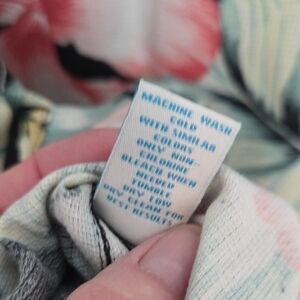 MACHINE WASH
COLD
WITH SIMILAR
COLORS
ONLY NON-
CHLORINE
BLEACH WHEN
NEEDED
TUMBLE
DRY LOW
DRY CLEAN FOR
BEST RESULTS